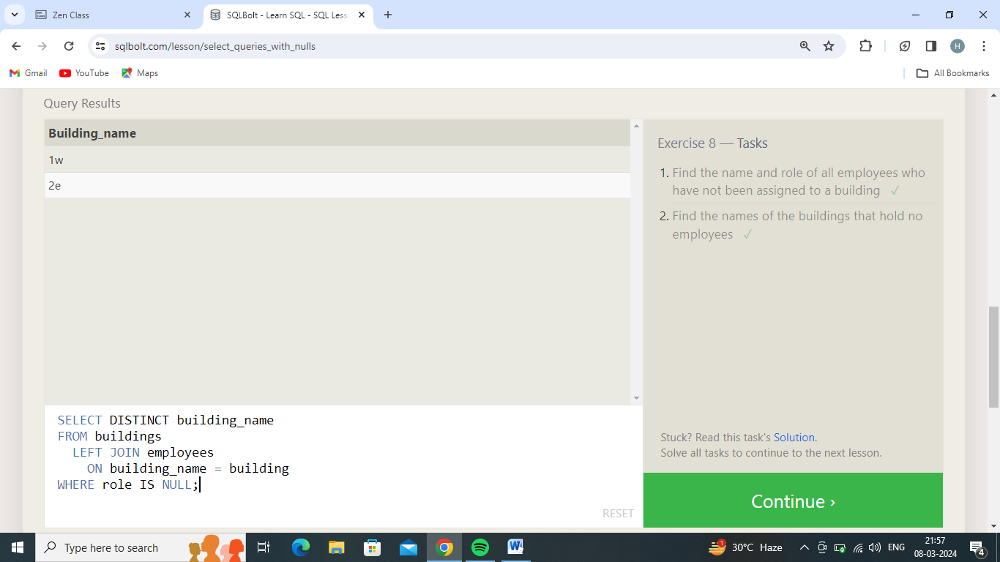 Zen Class
SQLBolt - Learn SQL - SQL Less
sqlbolt.com/lesson/select_queries_with_nulls
H
Gmail
YouTube
Maps
All Bookmarks
Query Results
Building_name
1w
2e
Exercise 8 — Tasks
1. Find the name and role of all employees who
have not been assigned to a building ✓
2. Find the names of the buildings that hold no
employees ✓
SELECT DISTINCT building_name
FROM buildings
LEFT JOIN employees
ON building_name = building
WHERE role IS NULL;
RESET
Stuck? Read this task's Solution.
Solve all tasks to continue to the next lesson.
Continue ›
Type here to search
1
30°C Haze
ENG
21:57
08-03-2024
4